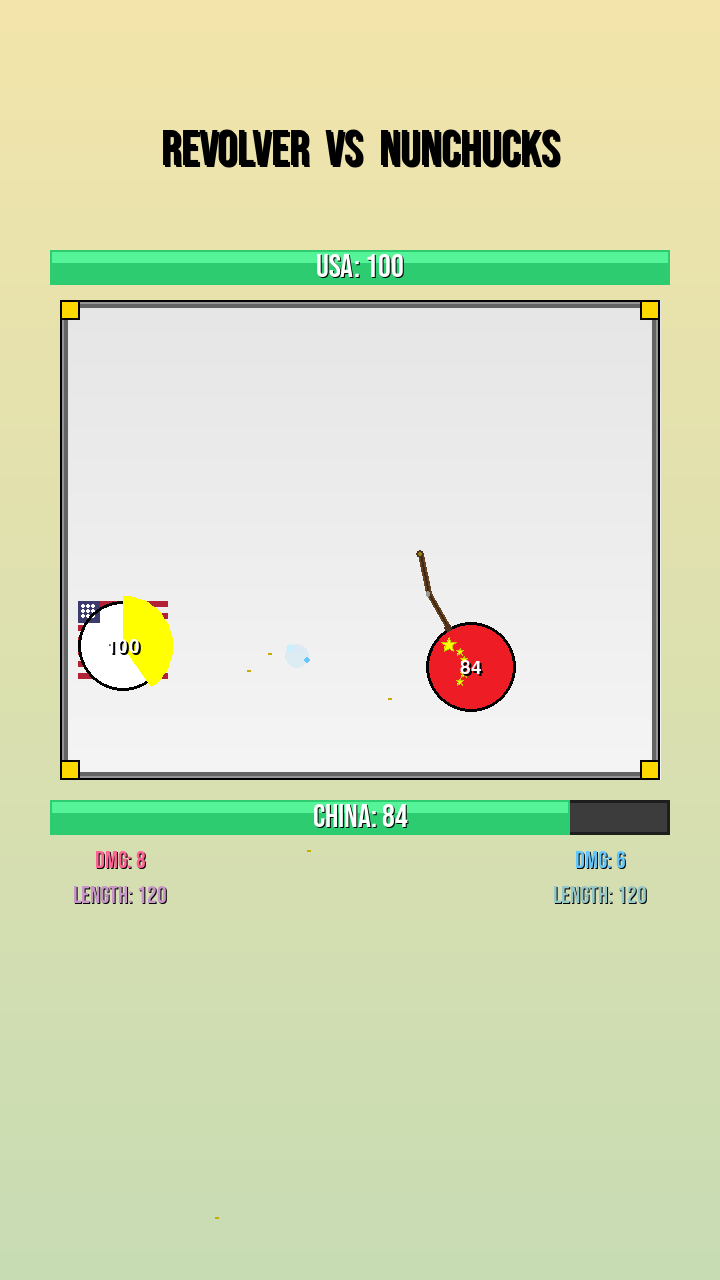 REVOLVER VS NUNCHUCKS
USA: 100
100
84
CHINA: 84
DMG: 8
DMG: 6
LENGTH: 120
LENGTH: 120